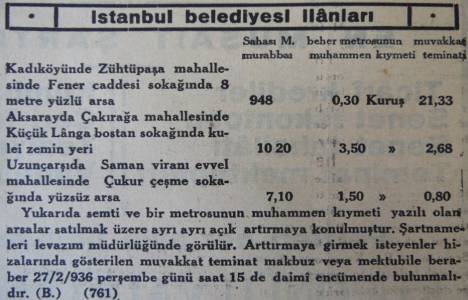 • Istanbul belediyesi İlânları •
Sahası M. beher metrosunun muvakkat
murabbaı muhammen kıymeti teminatı
Kadıköyünde Zühtüpaşa mahalle-
sinde Fener caddesi sokağında 8
metre yüzlü arsa 948 0,30 Kuruş 21,33
Aksarayda Çakırağa mahallesinde
Küçük Lânga bostan sokağında ku-
lei zemin yeri 10 20 3,50 » 2,68
Uzunçarşıda Saman viranı evvel
mahallesinde Çukur çeşme soka-
ğında yüzsüz arsa 7,10 1,50 » 0,80
Yukarıda semti ve bir metrosunun muhammen kıymeti yazılı olan
arsalar satılmak üzere ayrı ayrı açık artırmaya konulmuştur. Şartname-
leri levazım müdürlüğünde görülür. Arttırmaya girmek isteyenler hi-
zalarında gösterilen muvakkat teminat makbuz veya mektubile bera-
ber 27/2/936 perşembe günü saat 15 de daimî encümende bulunmalı-
dır. (B.) (761)